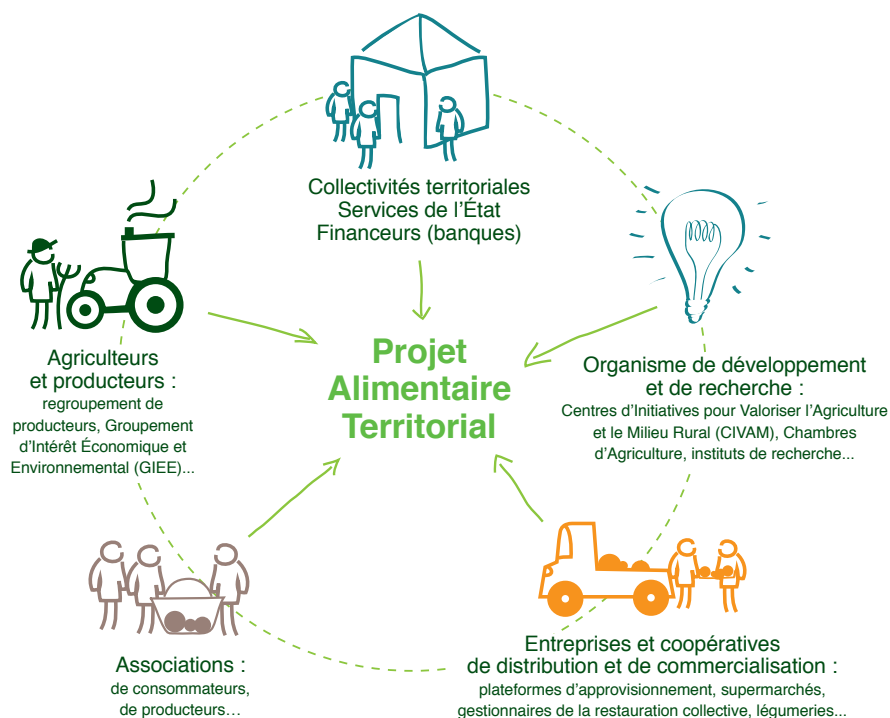 Collectivités territoriales
Services de l’État
Financeurs (banques)
Agriculteurs
et producteurs :
regroupement de
producteurs, Groupement
d’Intérêt Économique et
Environnemental (GIEE)...
Projet
Alimentaire
Territorial
Organisme de développement
et de recherche :
Centres d’Initiatives pour Valoriser l’Agriculture
et le Milieu Rural (CIVAM), Chambres
d’Agriculture, instituts de recherche...
Associations :
de consommateurs,
de producteurs…
Entreprises et coopératives
de distribution et de commercialisation :
plateformes d’approvisionnement, supermarchés,
gestionnaires de la restauration collective, légumeries...